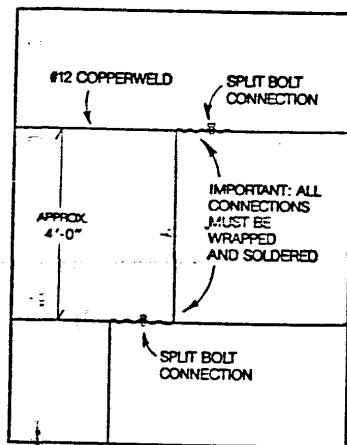 #12 COPPERWELD
SPLIT BOLT
CONNECTION
IMPORTANT: ALL
CONNECTIONS
MUST BE
WRAPPED
AND SOLDERED
APPROX.
4'-0"
SPLIT BOLT
CONNECTION